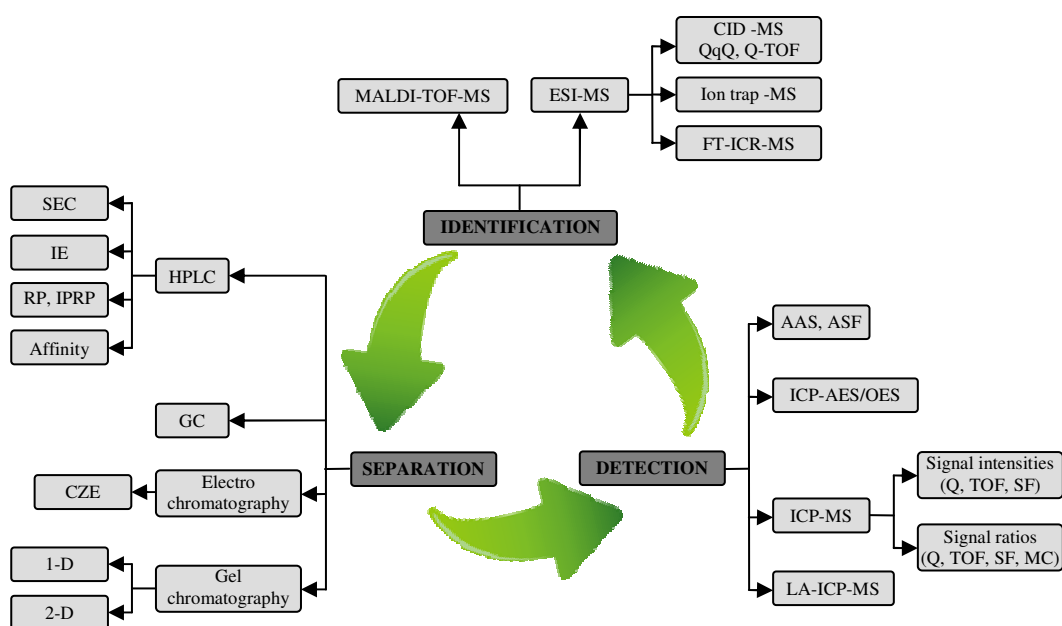 CID -MS
QqQ, Q-TOF
MALDI-TOF-MS
ESI-MS
Ion trap -MS
FT-ICR-MS
IDENTIFICATION
SEC
IE
HPLC
RP, IPRP
Affinity
GC
SEPARATION
Electro
chromatography
CZE
1-D
Gel
chromatography
2-D
DETECTION
AAS, ASF
ICP-AES/OES
ICP-MS
Signal intensities
(Q, TOF, SF)
Signal ratios
(Q, TOF, SF, MC)
LA-ICP-MS